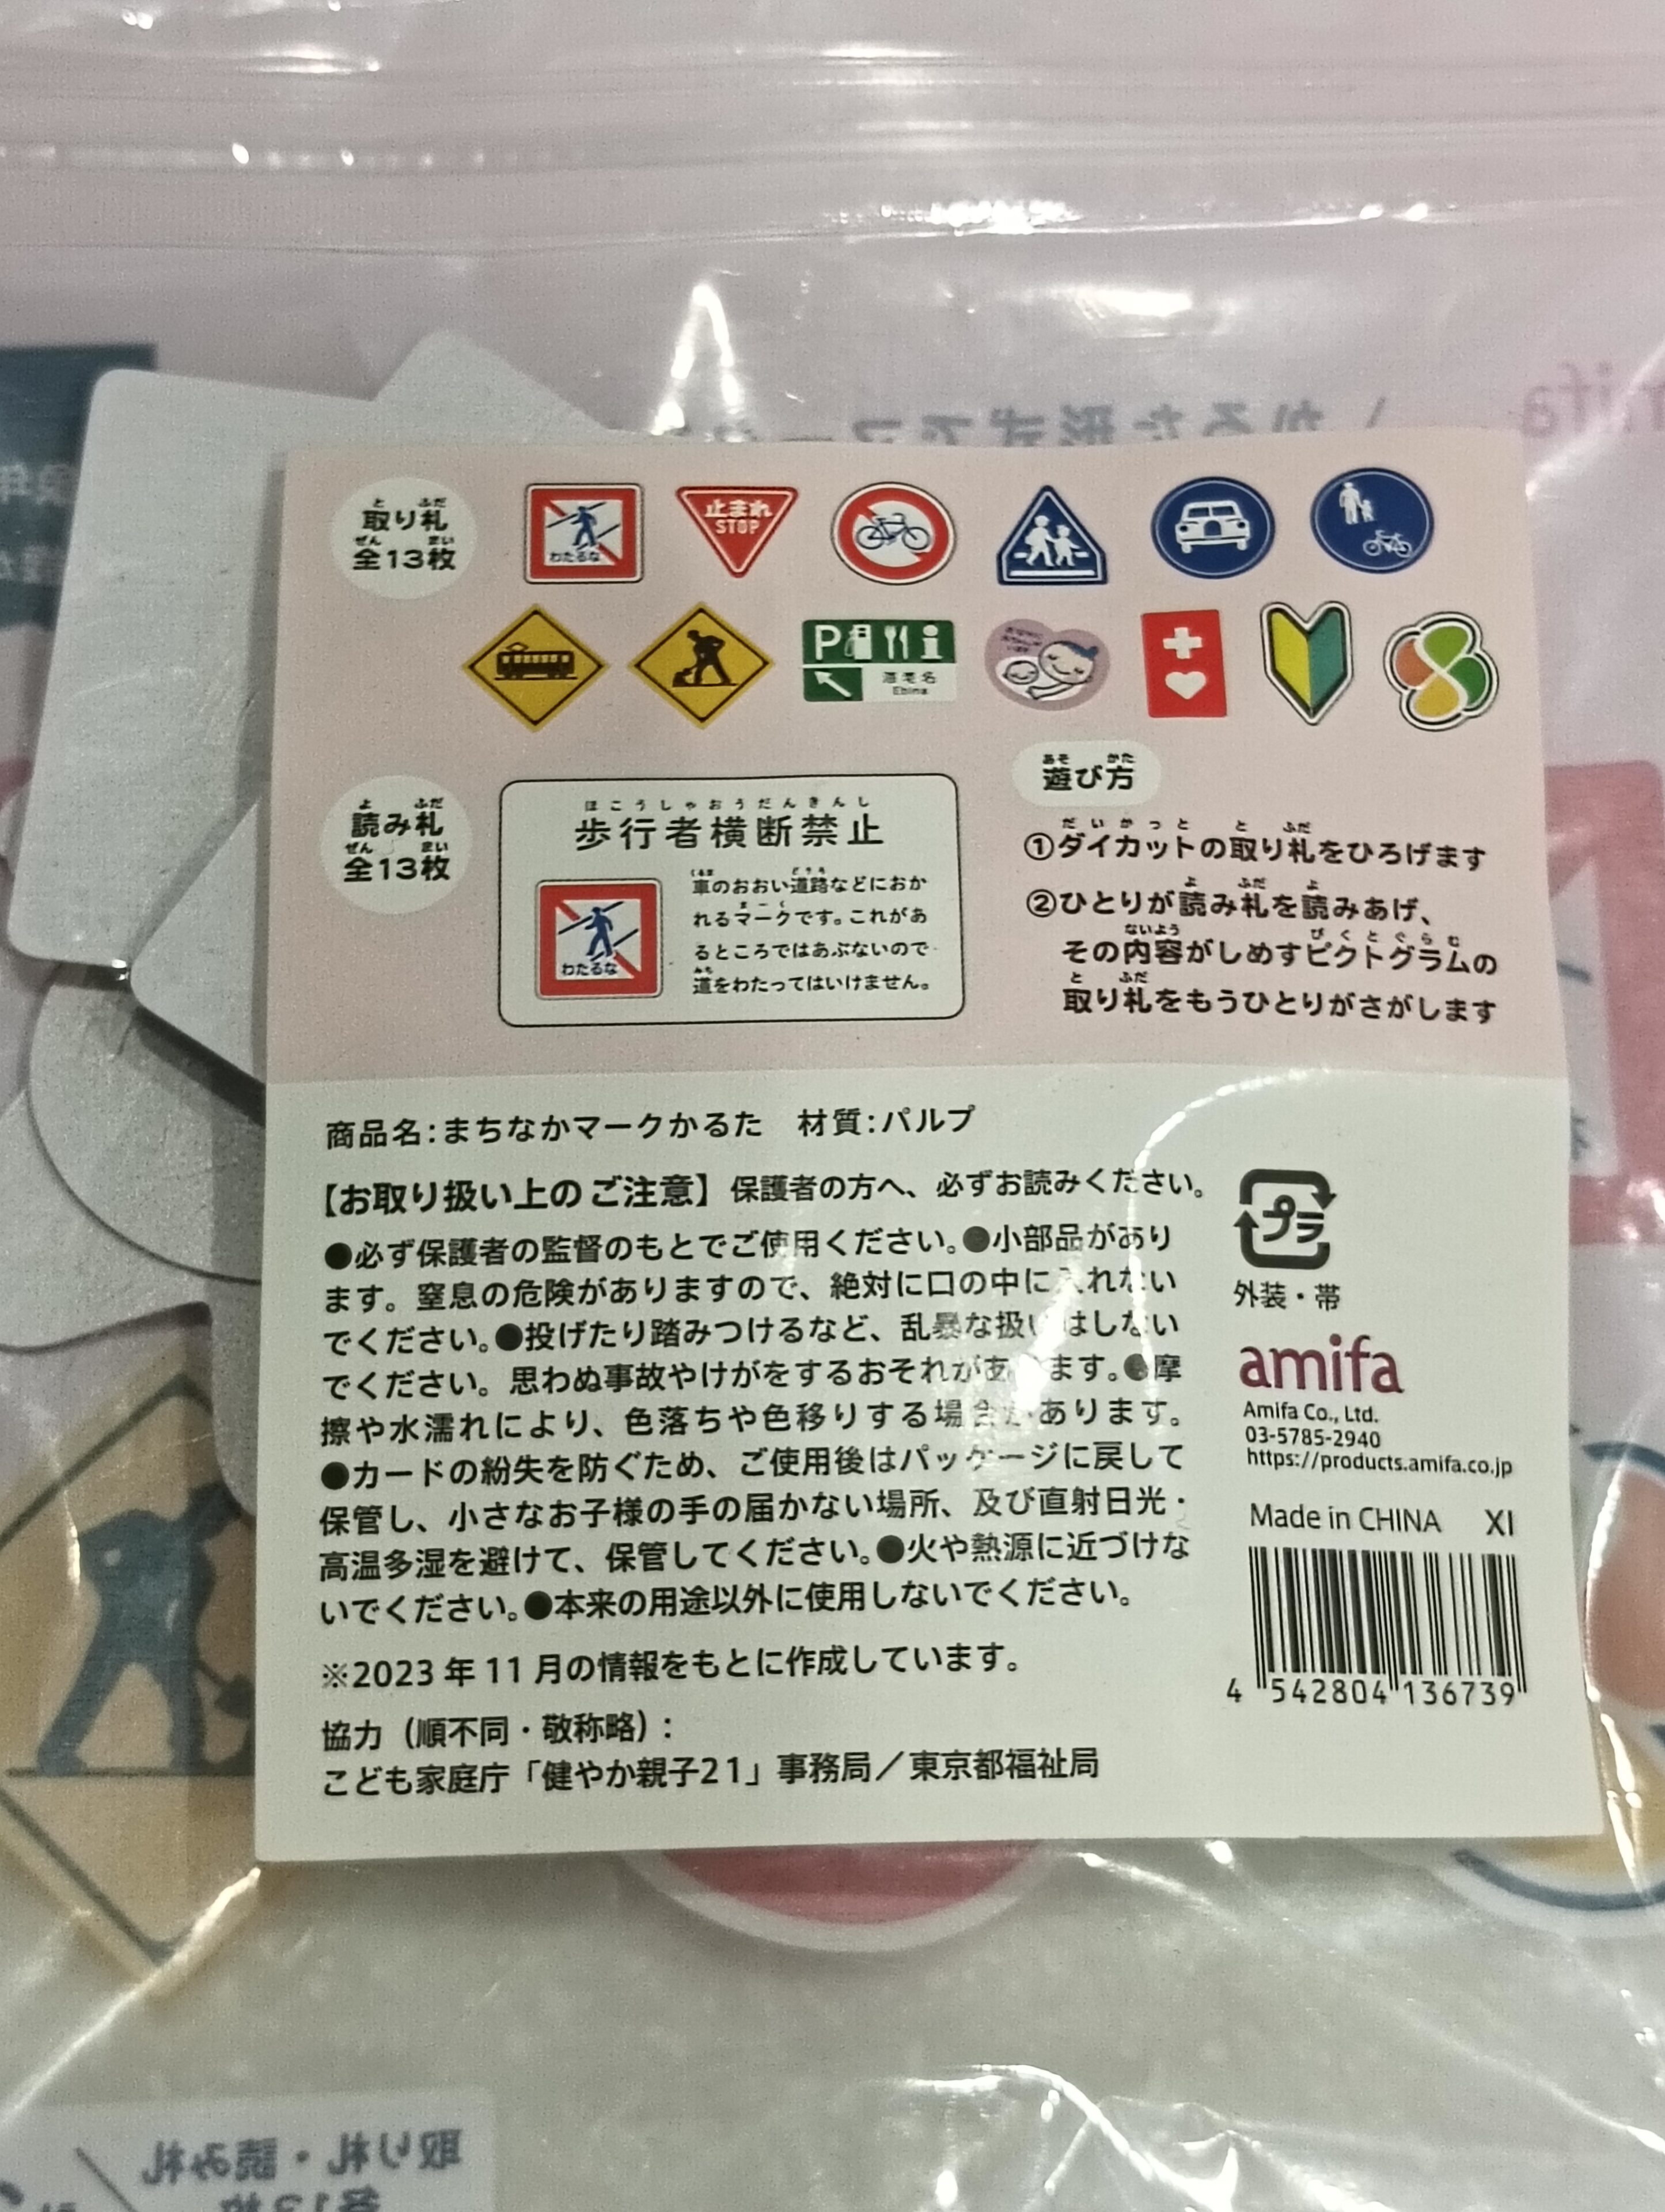 取り札
全13枚
わたるな
止まれ
STOP
P
海老名
Ebina
読み札
全13枚
ほこうしゃおうだんきんし
歩行者横断禁止
わたるな
車のおおい道路などにおか
れるマークです。これがあ
るところではあぶないので
道をわたってはいけません。
遊び方
①ダイカットの取り札をひろげます
②ひとりが読み札を読みあげ、
その内容がしめすピクトグラムの
取り札をもうひとりがさがします
商品名:まちなかマークかるた 材質:パルプ
【お取り扱い上のご注意】保護者の方へ、必ずお読みください。
●必ず保護者の監督のもとでご使用ください。●小部品があり
ます。窒息の危険がありますので、絶対に口の中に入れない
でください。●投げたり踏みつけるなど、乱暴な扱いはしない
でください。思わぬ事故やけがをするおそれがあります。●摩
擦や水濡れにより、色落ちや色移りする場合があります。
●カードの紛失を防ぐため、ご使用後はパッケージに戻して
保管し、小さなお子様の手の届かない場所、及び直射日光・
高温多湿を避けて、保管してください。●火や熱源に近づけな
いでください。●本来の用途以外に使用しないでください。
※2023年11月の情報をもとに作成しています。
協力（順不同・敬称略）:
こども家庭庁「健やか親子21」事務局／東京都福祉局
プラ
外装・帯
amifa
Amifa Co., Ltd.
03-5785-2940
https://products.amifa.co.jp
Made in CHINA XI
4 542804 136739
取り札・読み札
各13枚